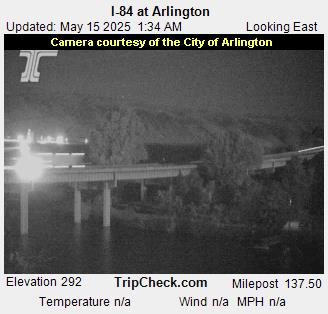 I-84 at Arlington
Updated: May 15 2025 1:34 AM Looking East
Camera courtesy of the City of Arlington
Elevation 292 TripCheck.com Milepost 137.50
Temperature n/a Wind n/a MPH n/a